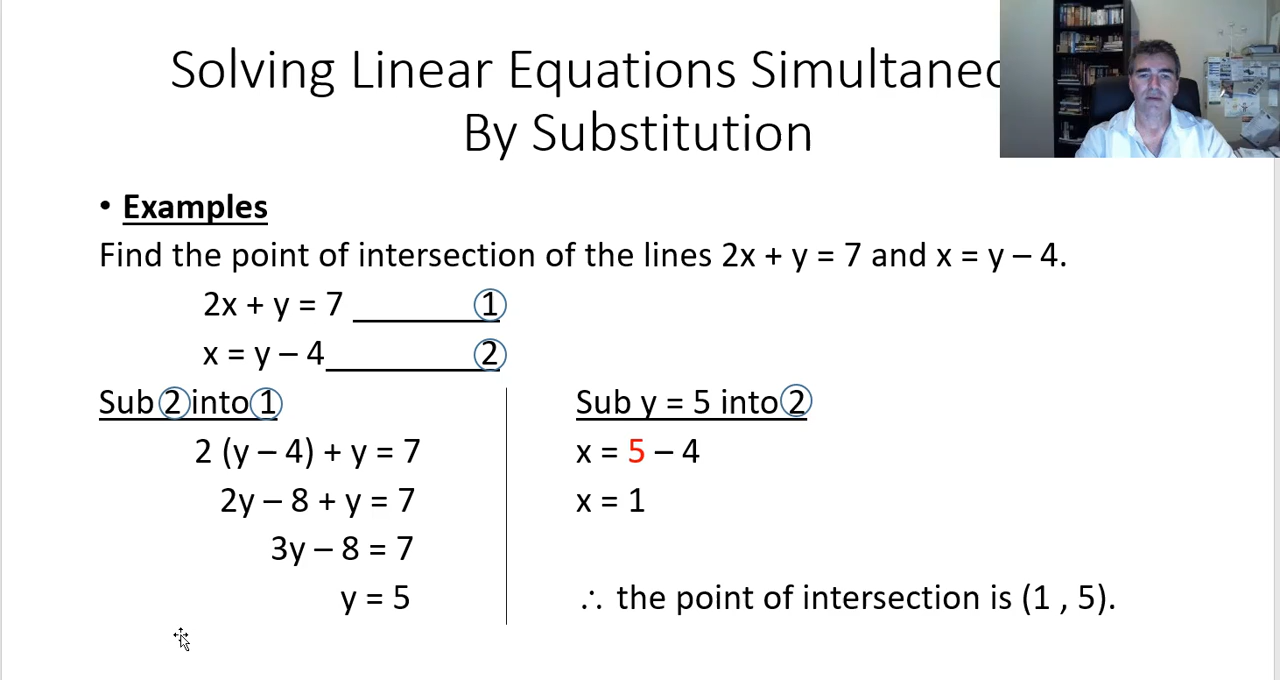 Solving Linear Equations Simultaneo
By Substitution
• Examples
Find the point of intersection of the lines 2x + y = 7 and x = y – 4.
2x + y = 7 ________ ①
x = y – 4 ________ ②
Sub ② into ①
2 (y – 4) + y = 7
2y – 8 + y = 7
3y – 8 = 7
y = 5
Sub y = 5 into ②
x = 5 – 4
x = 1
∴ the point of intersection is (1 , 5).